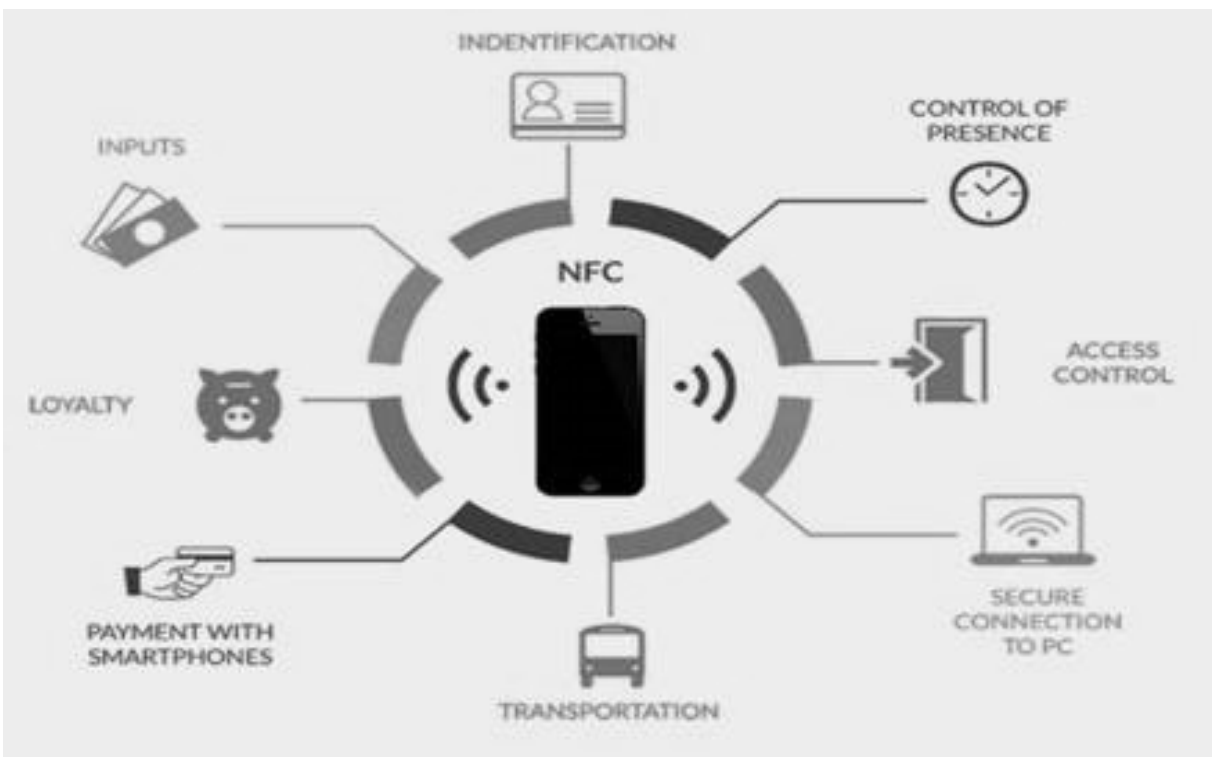 INDENTIFICATION
CONTROL OF
PRESENCE
INPUTS
NFC
ACCESS
CONTROL
LOYALTY
SECURE
CONNECTION
TO PC
PAYMENT WITH
SMARTPHONES
TRANSPORTATION